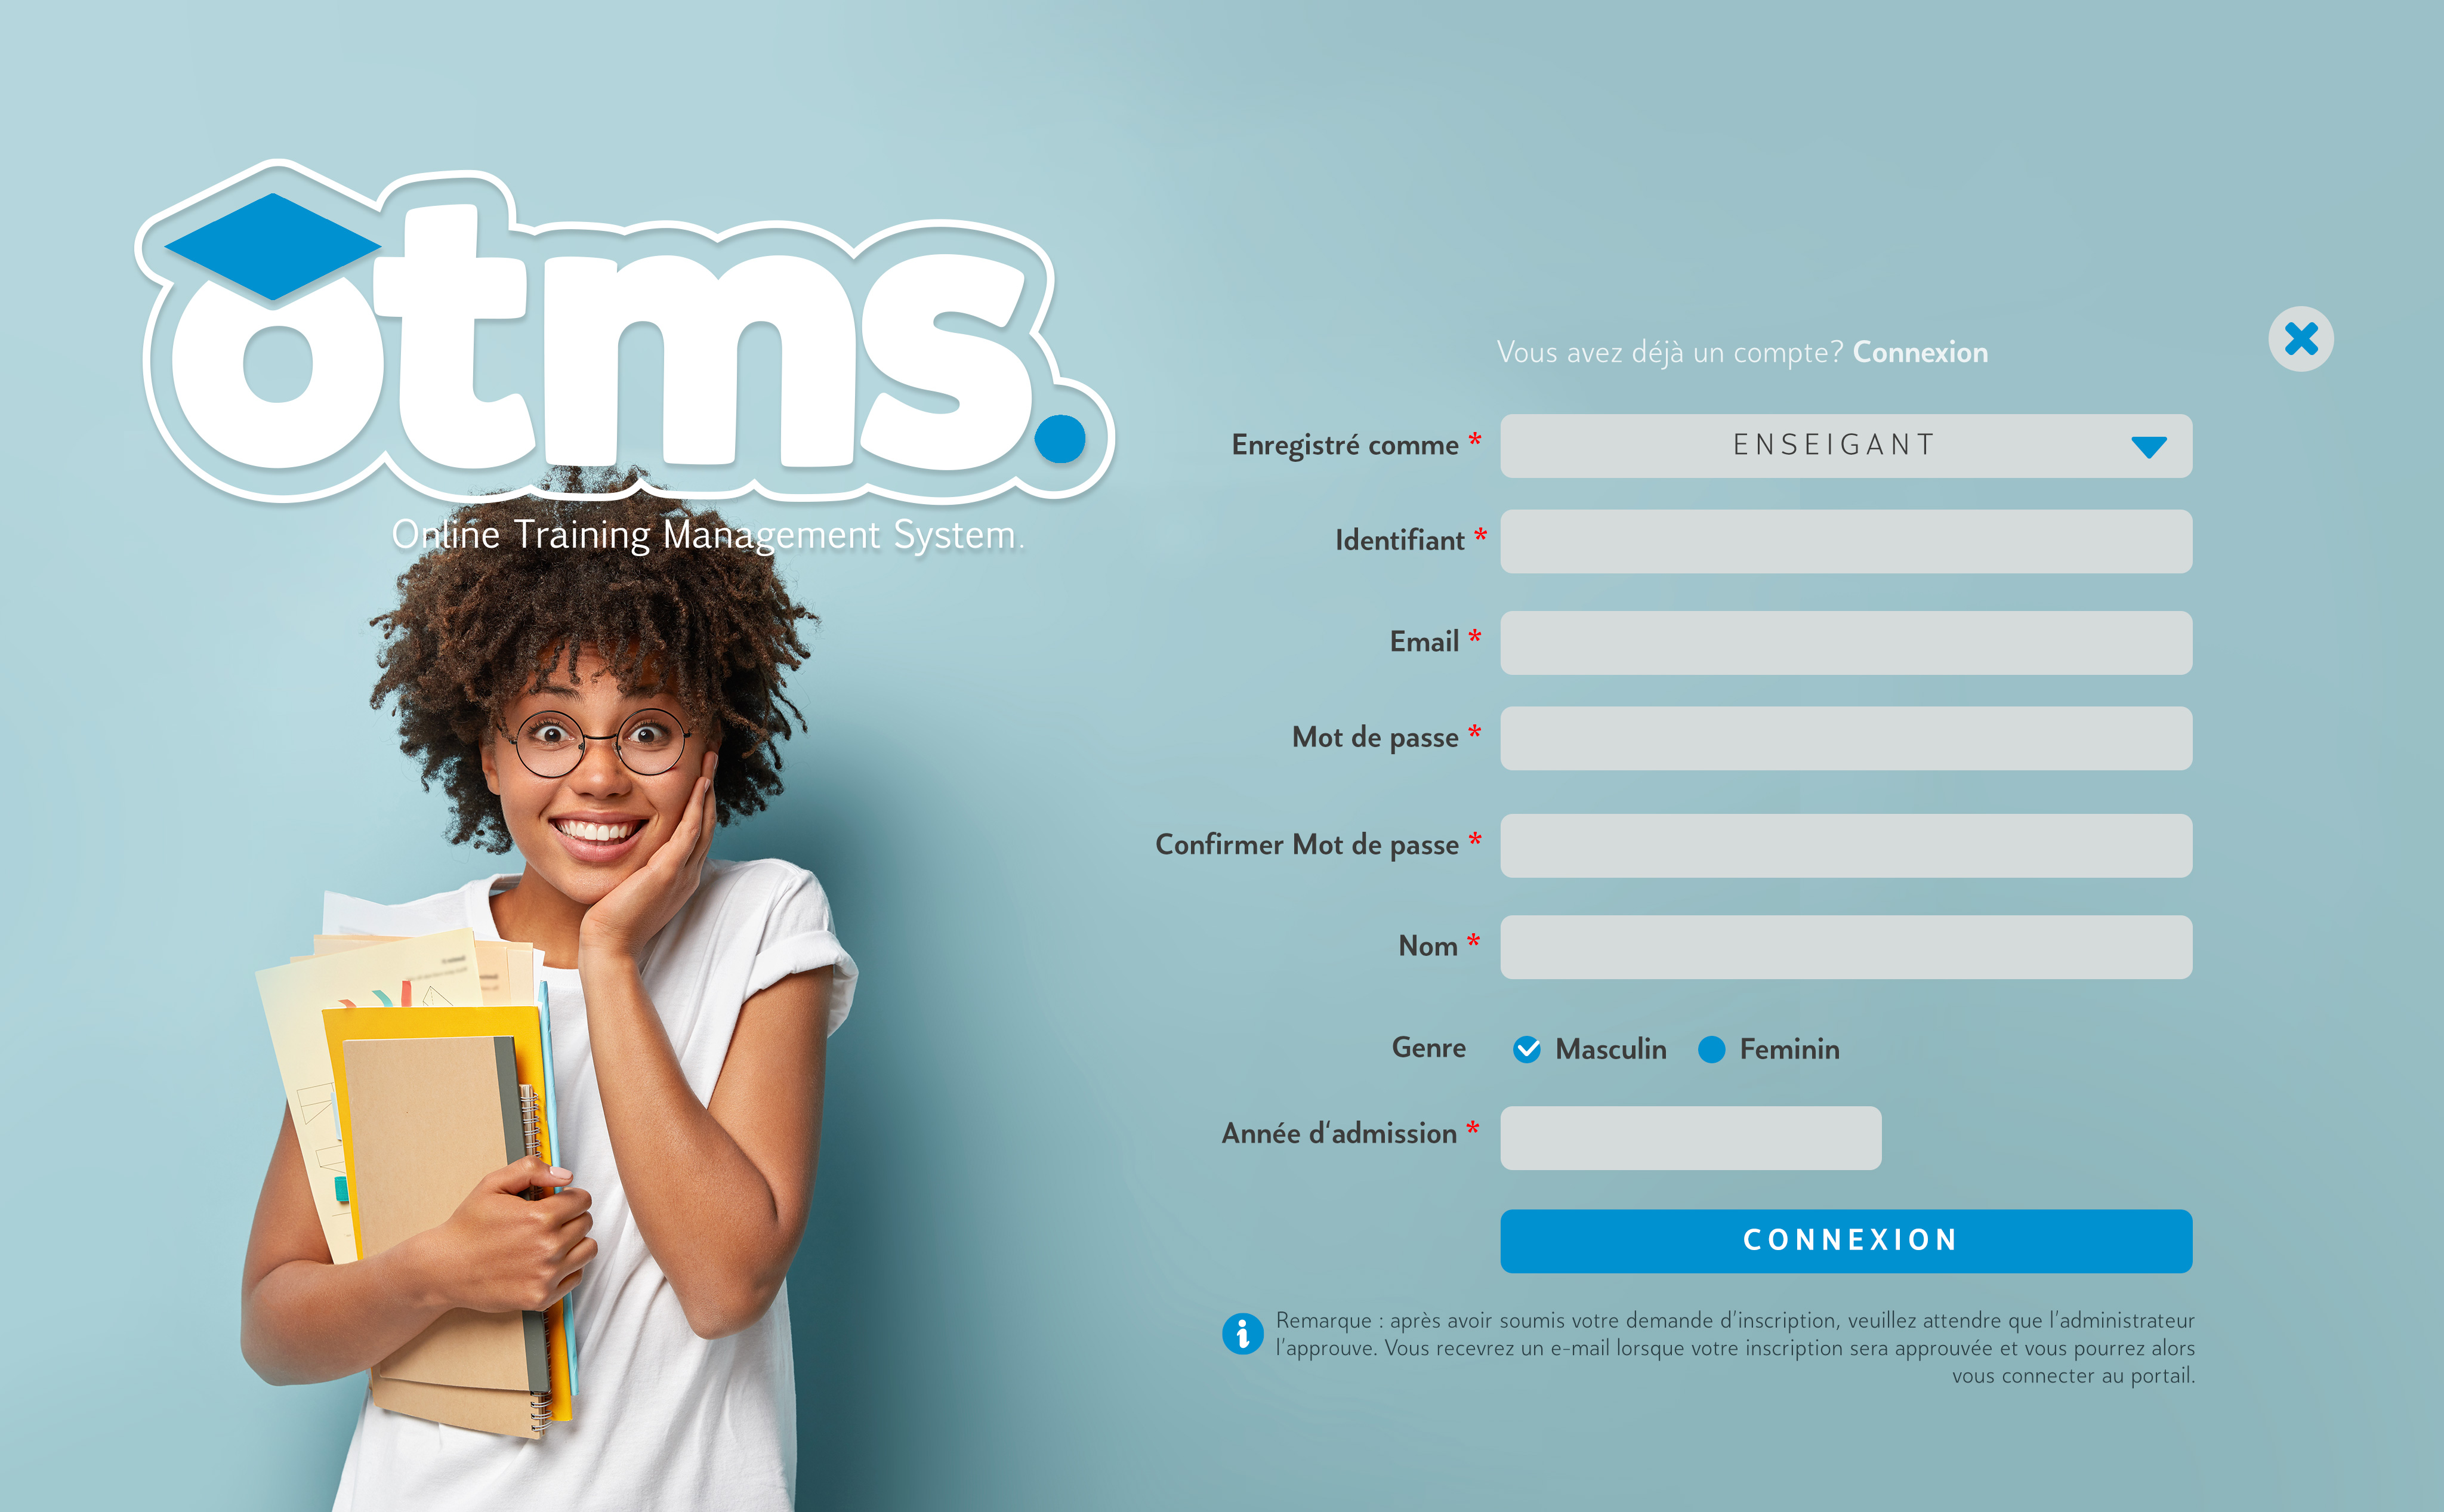 otms.
Online Training Management System.
Vous avez déjà un compte? Connexion
Enregistré comme *
ENSEIGANT
Identifiant *
Email *
Mot de passe *
Confirmer Mot de passe *
Nom *
Genre Masculin Feminin
Année d‘admission *
CONNEXION
Remarque : après avoir soumis votre demande d'inscription, veuillez attendre que l'administrateur
l'approuve. Vous recevrez un e-mail lorsque votre inscription sera approuvée et vous pourrez alors
vous connecter au portail.